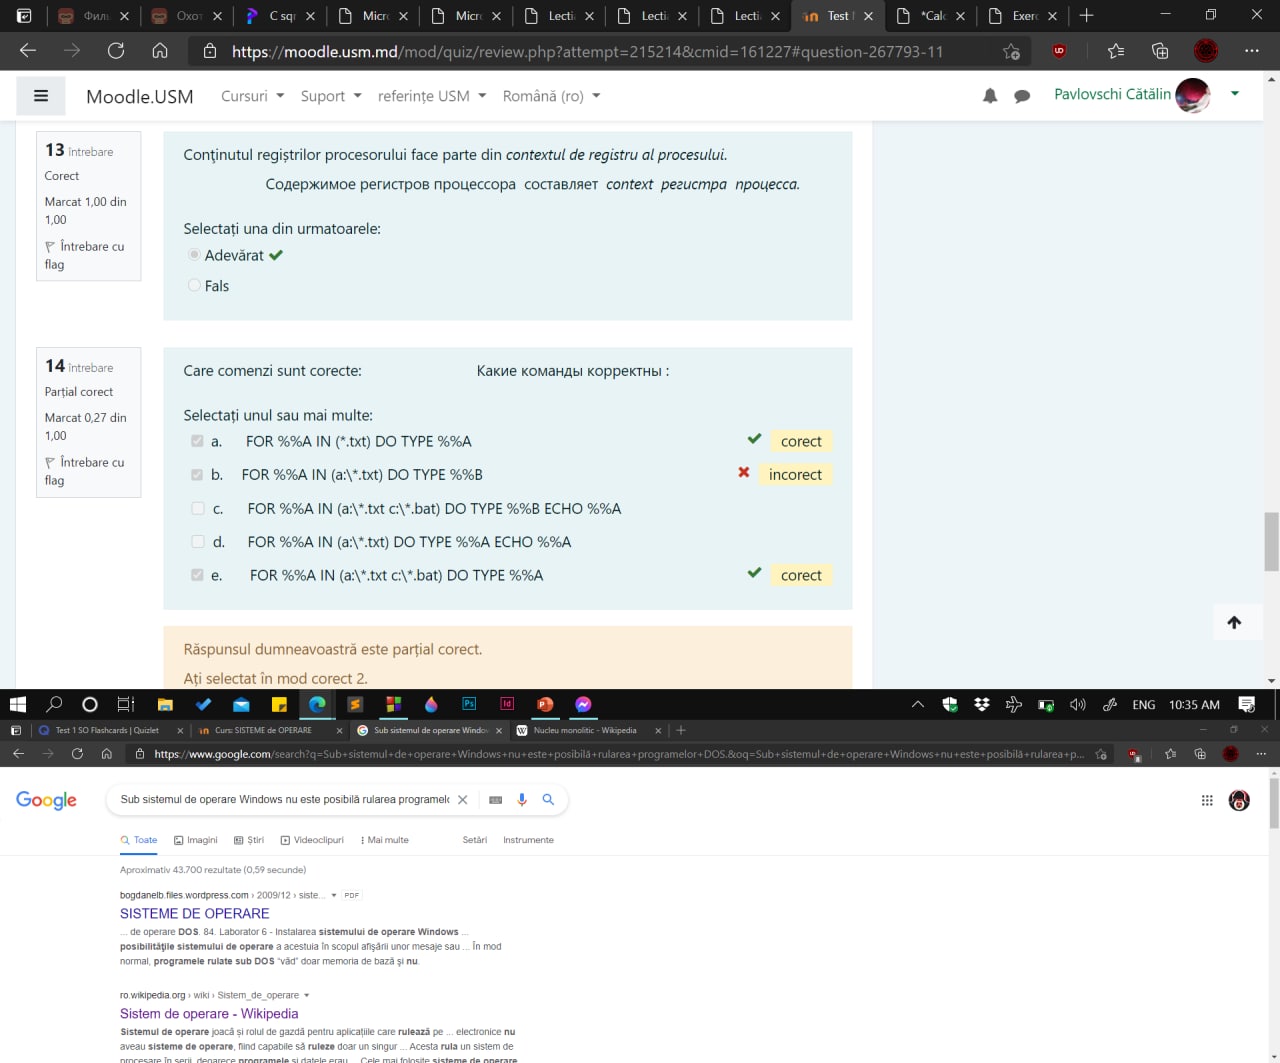 Филь
Охот
C sqr
Micro
Micro
Lecti
Lecti
Lecti
Test
*Calc
Exerc
https://moodle.usm.md/mod/quiz/review.php?attempt=215214&cmid=161227#question-267793-11
Moodle.USM
Cursuri
Suport
referințe USM
Română (ro)
Pavlovschi Cătălin
13 întrebare
Corect
Marcat 1,00 din
1,00
Întrebare cu
flag
Conţinutul regiştrilor procesorului face parte din contextul de registru al procesului.
Содержимое регистров процессора составляет context регистра процесса.
Selectați una din urmatoarele:
Adevărat
Fals
14 întrebare
Parțial corect
Marcat 0,27 din
1,00
Întrebare cu
flag
Care comenzi sunt corecte: Какие команды корректны :
Selectați unul sau mai multe:
a. FOR %%A IN (*.txt) DO TYPE %%A corect
b. FOR %%A IN (a:\*.txt) DO TYPE %%B incorect
c. FOR %%A IN (a:\*.txt c:\*.bat) DO TYPE %%B ECHO %%A
d. FOR %%A IN (a:\*.txt) DO TYPE %%A ECHO %%A
e. FOR %%A IN (a:\*.txt c:\*.bat) DO TYPE %%A corect
Răspunsul dumneavoastră este parțial corect.
Ați selectat în mod corect 2.
ENG 10:35 AM
Test 1 SO Flashcards | Quizlet
Curs: SISTEME de OPERARE
Sub sistemul de operare Window
Nucleu monolitic - Wikipedia
https://www.google.com/search?q=Sub+sistemul+de+operare+Windows+nu+este+posibilă+rularea+programelor+DOS.&oq=Sub+sistemul+de+operare+Windows+nu+este+posibilă+rularea+p...
Google
Sub sistemul de operare Windows nu este posibilă rularea programelo
Toate
Imagini
Știri
Videoclipuri
Mai multe
Setări
Instrumente
Aproximativ 43.700 rezultate (0,59 secunde)
bogdanelb.files.wordpress.com › 2009/12 › siste... PDF
SISTEME DE OPERARE
... de operare DOS. 84. Laborator 6 - Instalarea sistemului de operare Windows ...
posibilităţile sistemului de operare a acestuia în scopul afişării unor mesaje sau ... În mod
normal, programele rulate sub DOS "văd" doar memoria de bază şi nu.
ro.wikipedia.org › wiki › Sistem_de_operare
Sistem de operare - Wikipedia
Sistemul de operare joacă și rolul de gazdă pentru aplicațiile care rulează pe ... electronice nu
aveau sisteme de operare, fiind capabile să ruleze doar un singur ... Acesta rula un sistem de
procesare în serii, deparece programele și datele erau ... Cele mai folosite sisteme de operare